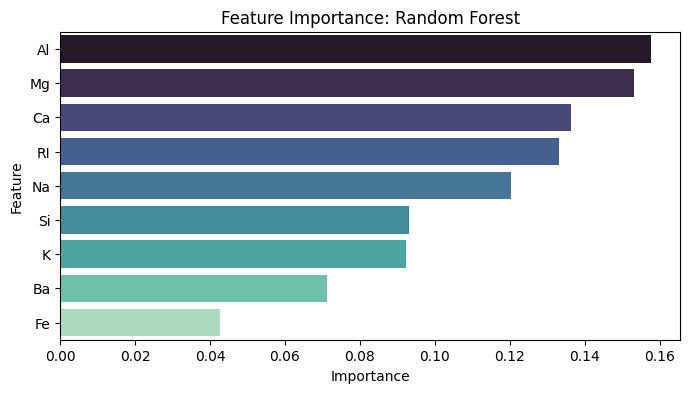 Feature Importance: Random Forest
Feature
Al
Mg
Ca
RI
Na
Si
K
Ba
Fe
0.00 0.02 0.04 0.06 0.08 0.10 0.12 0.14 0.16
Importance